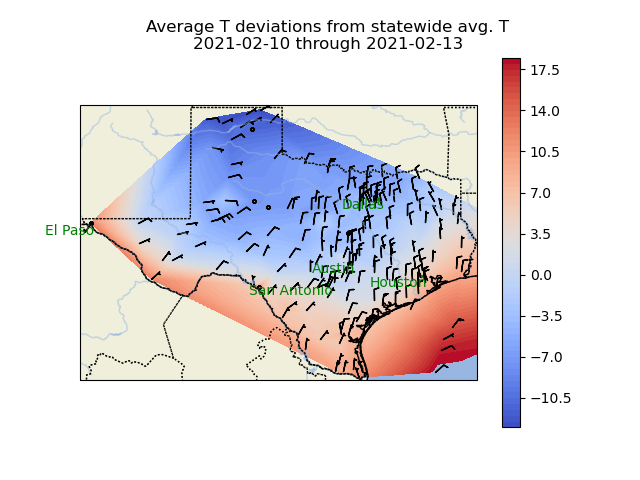 Average T deviations from statewide avg. T
2021-02-10 through 2021-02-13
17.5
14.0
10.5
7.0
3.5
0.0
−3.5
−7.0
−10.5
Dallas
El Paso
Austin
San Antonio
Houston